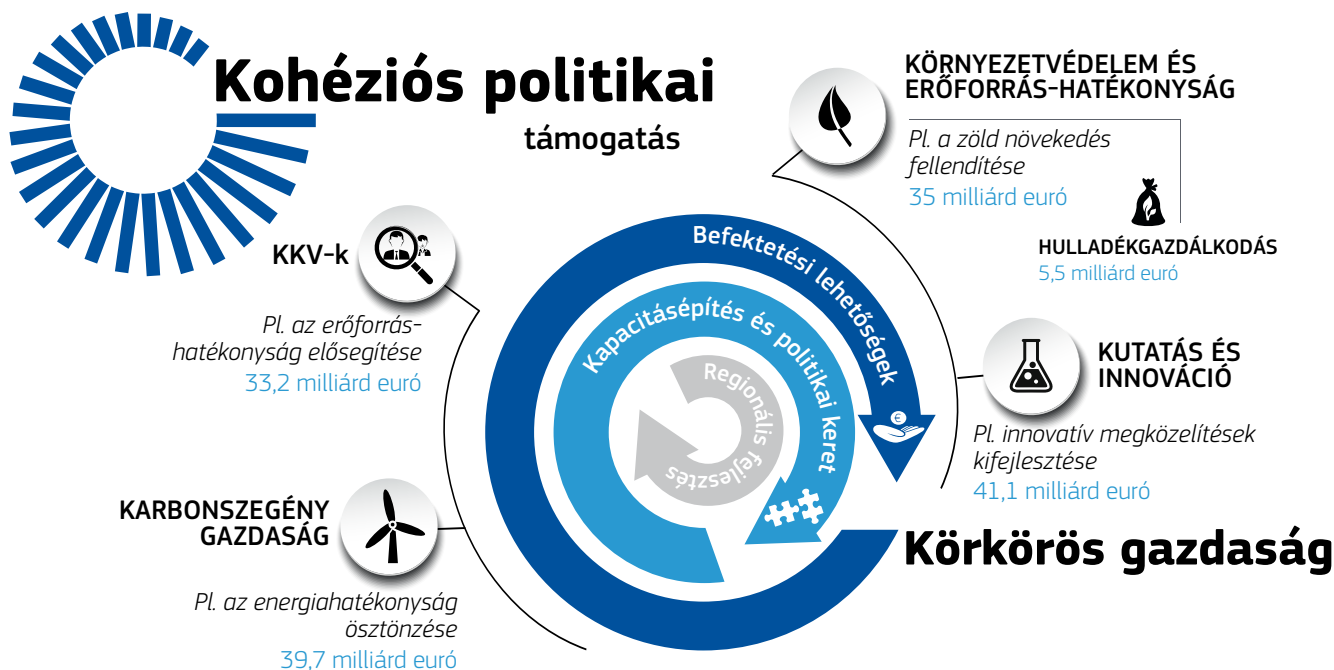 Kohéziós politikai
támogatás
KÖRNYEZETVÉDELEM ÉS
ERŐFORRÁS-HATÉKONYSÁG
Pl. a zöld növekedés
fellendítése
35 milliárd euró
HULLADÉKGAZDÁLKODÁS
5,5 milliárd euró
KKV-k
Pl. az erőforrás-
hatékonyság elősegítése
33,2 milliárd euró
Befektetési lehetőségek
Kapacitásépítés és politikai keret
Regionális fejlesztés
€
KUTATÁS ÉS
INNOVÁCIÓ
Pl. innovatív megközelítések
kifejlesztése
41,1 milliárd euró
KARBONSZEGÉNY
GAZDASÁG
Pl. az energiahatékonyság
ösztönzése
39,7 milliárd euró
Körkörös gazdaság